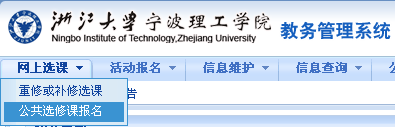 浙江大学宁波理工学院 教务管理系统
Ningbo Institute of Technology,Zhejiang University
网上选课 活动报名 信息维护 信息查询
重修或补修选课
告
公共选修课报名